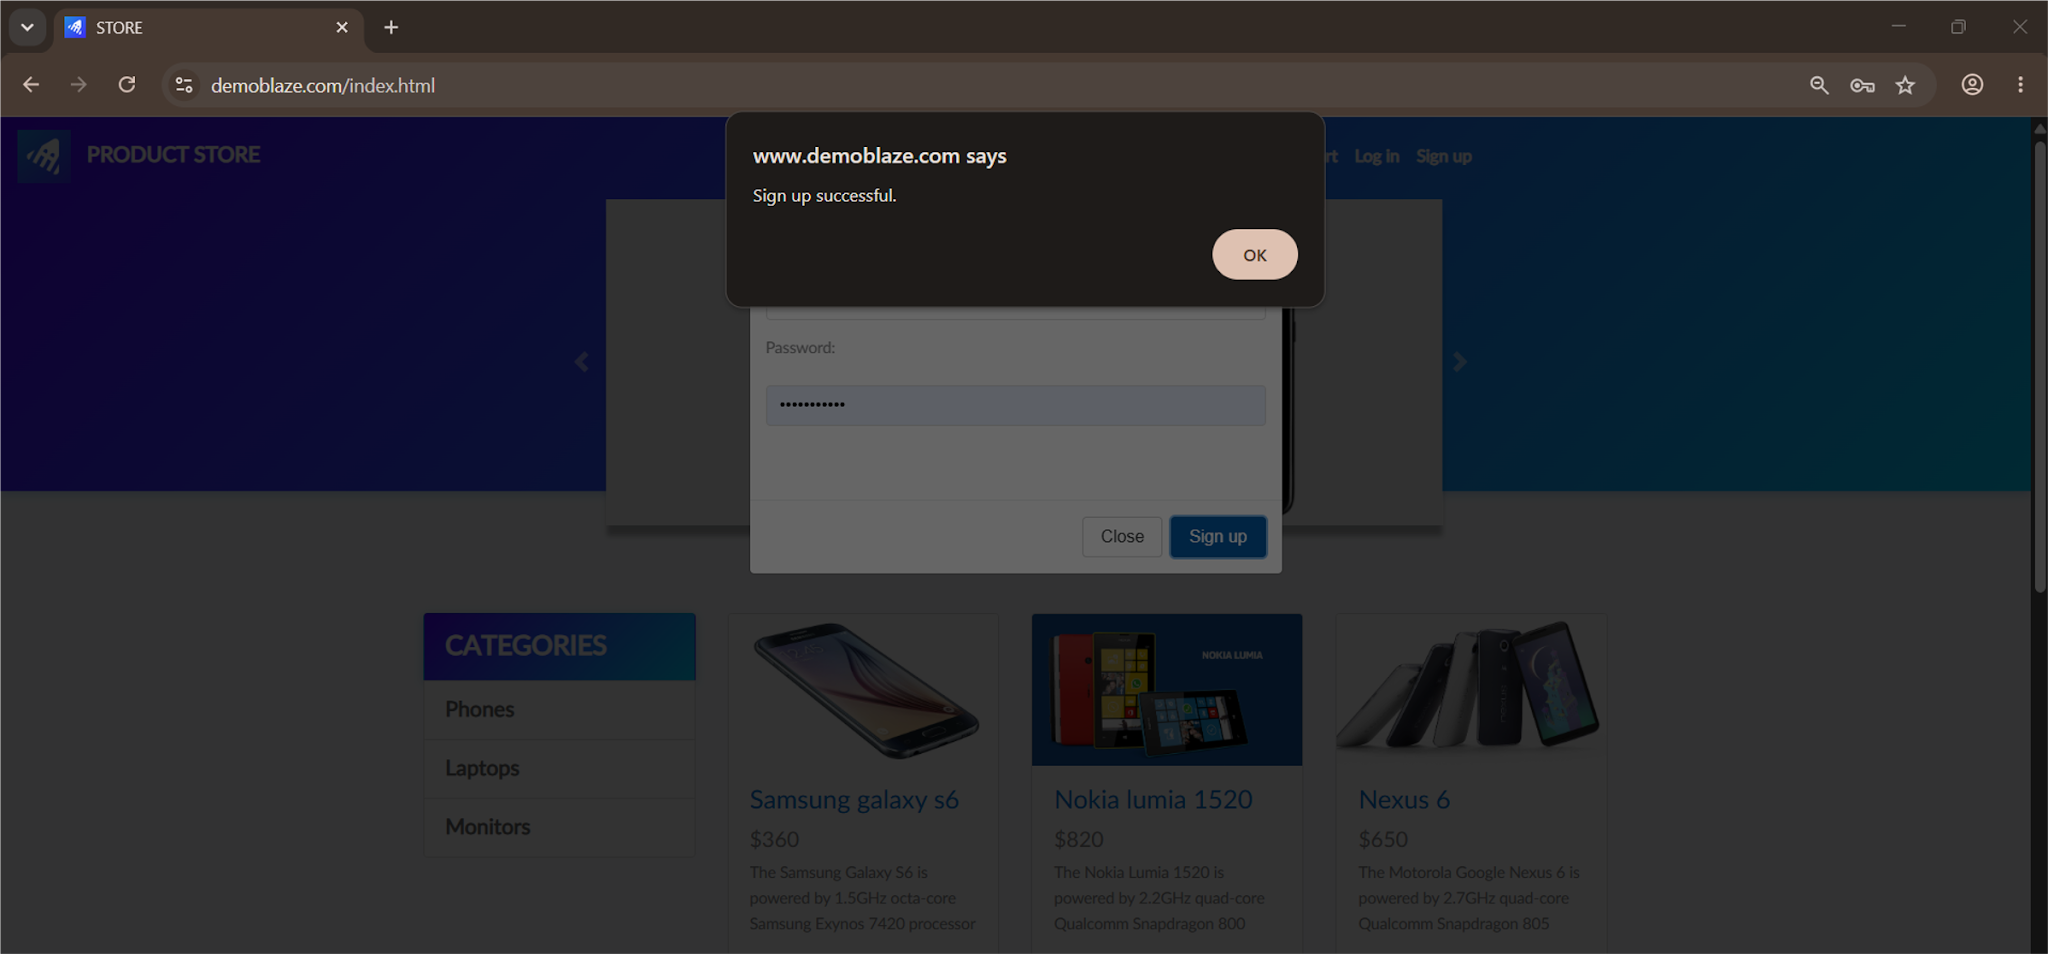 STORE
demoblaze.com/index.html
PRODUCT STORE
www.demoblaze.com says
Sign up successful.
OK
rt
Log in
Sign up
Password:
•••••••••••
Close
Sign up
CATEGORIES
Phones
Laptops
Monitors
NOKIA LUMIA
Samsung galaxy s6
$360
The Samsung Galaxy S6 is
powered by 1.5GHz octa-core
Samsung Exynos 7420 processor
Nokia lumia 1520
$820
The Nokia Lumia 1520 is
powered by 2.2GHz quad-core
Qualcomm Snapdragon 800
Nexus 6
$650
The Motorola Google Nexus 6 is
powered by 2.7GHz quad-core
Qualcomm Snapdragon 805